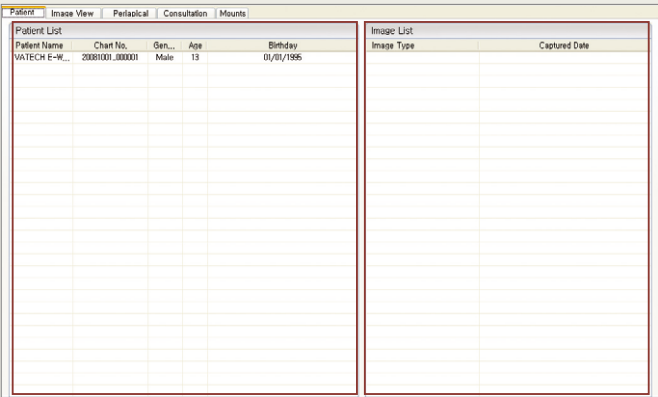 Patient Image View Periapical Consultation Mounts
Patient List
Patient Name Chart No. Gen... Age Birthday
VATECH E-W... 20081001_000001 Male 13 01/01/1995
Image List
Image Type Captured Date